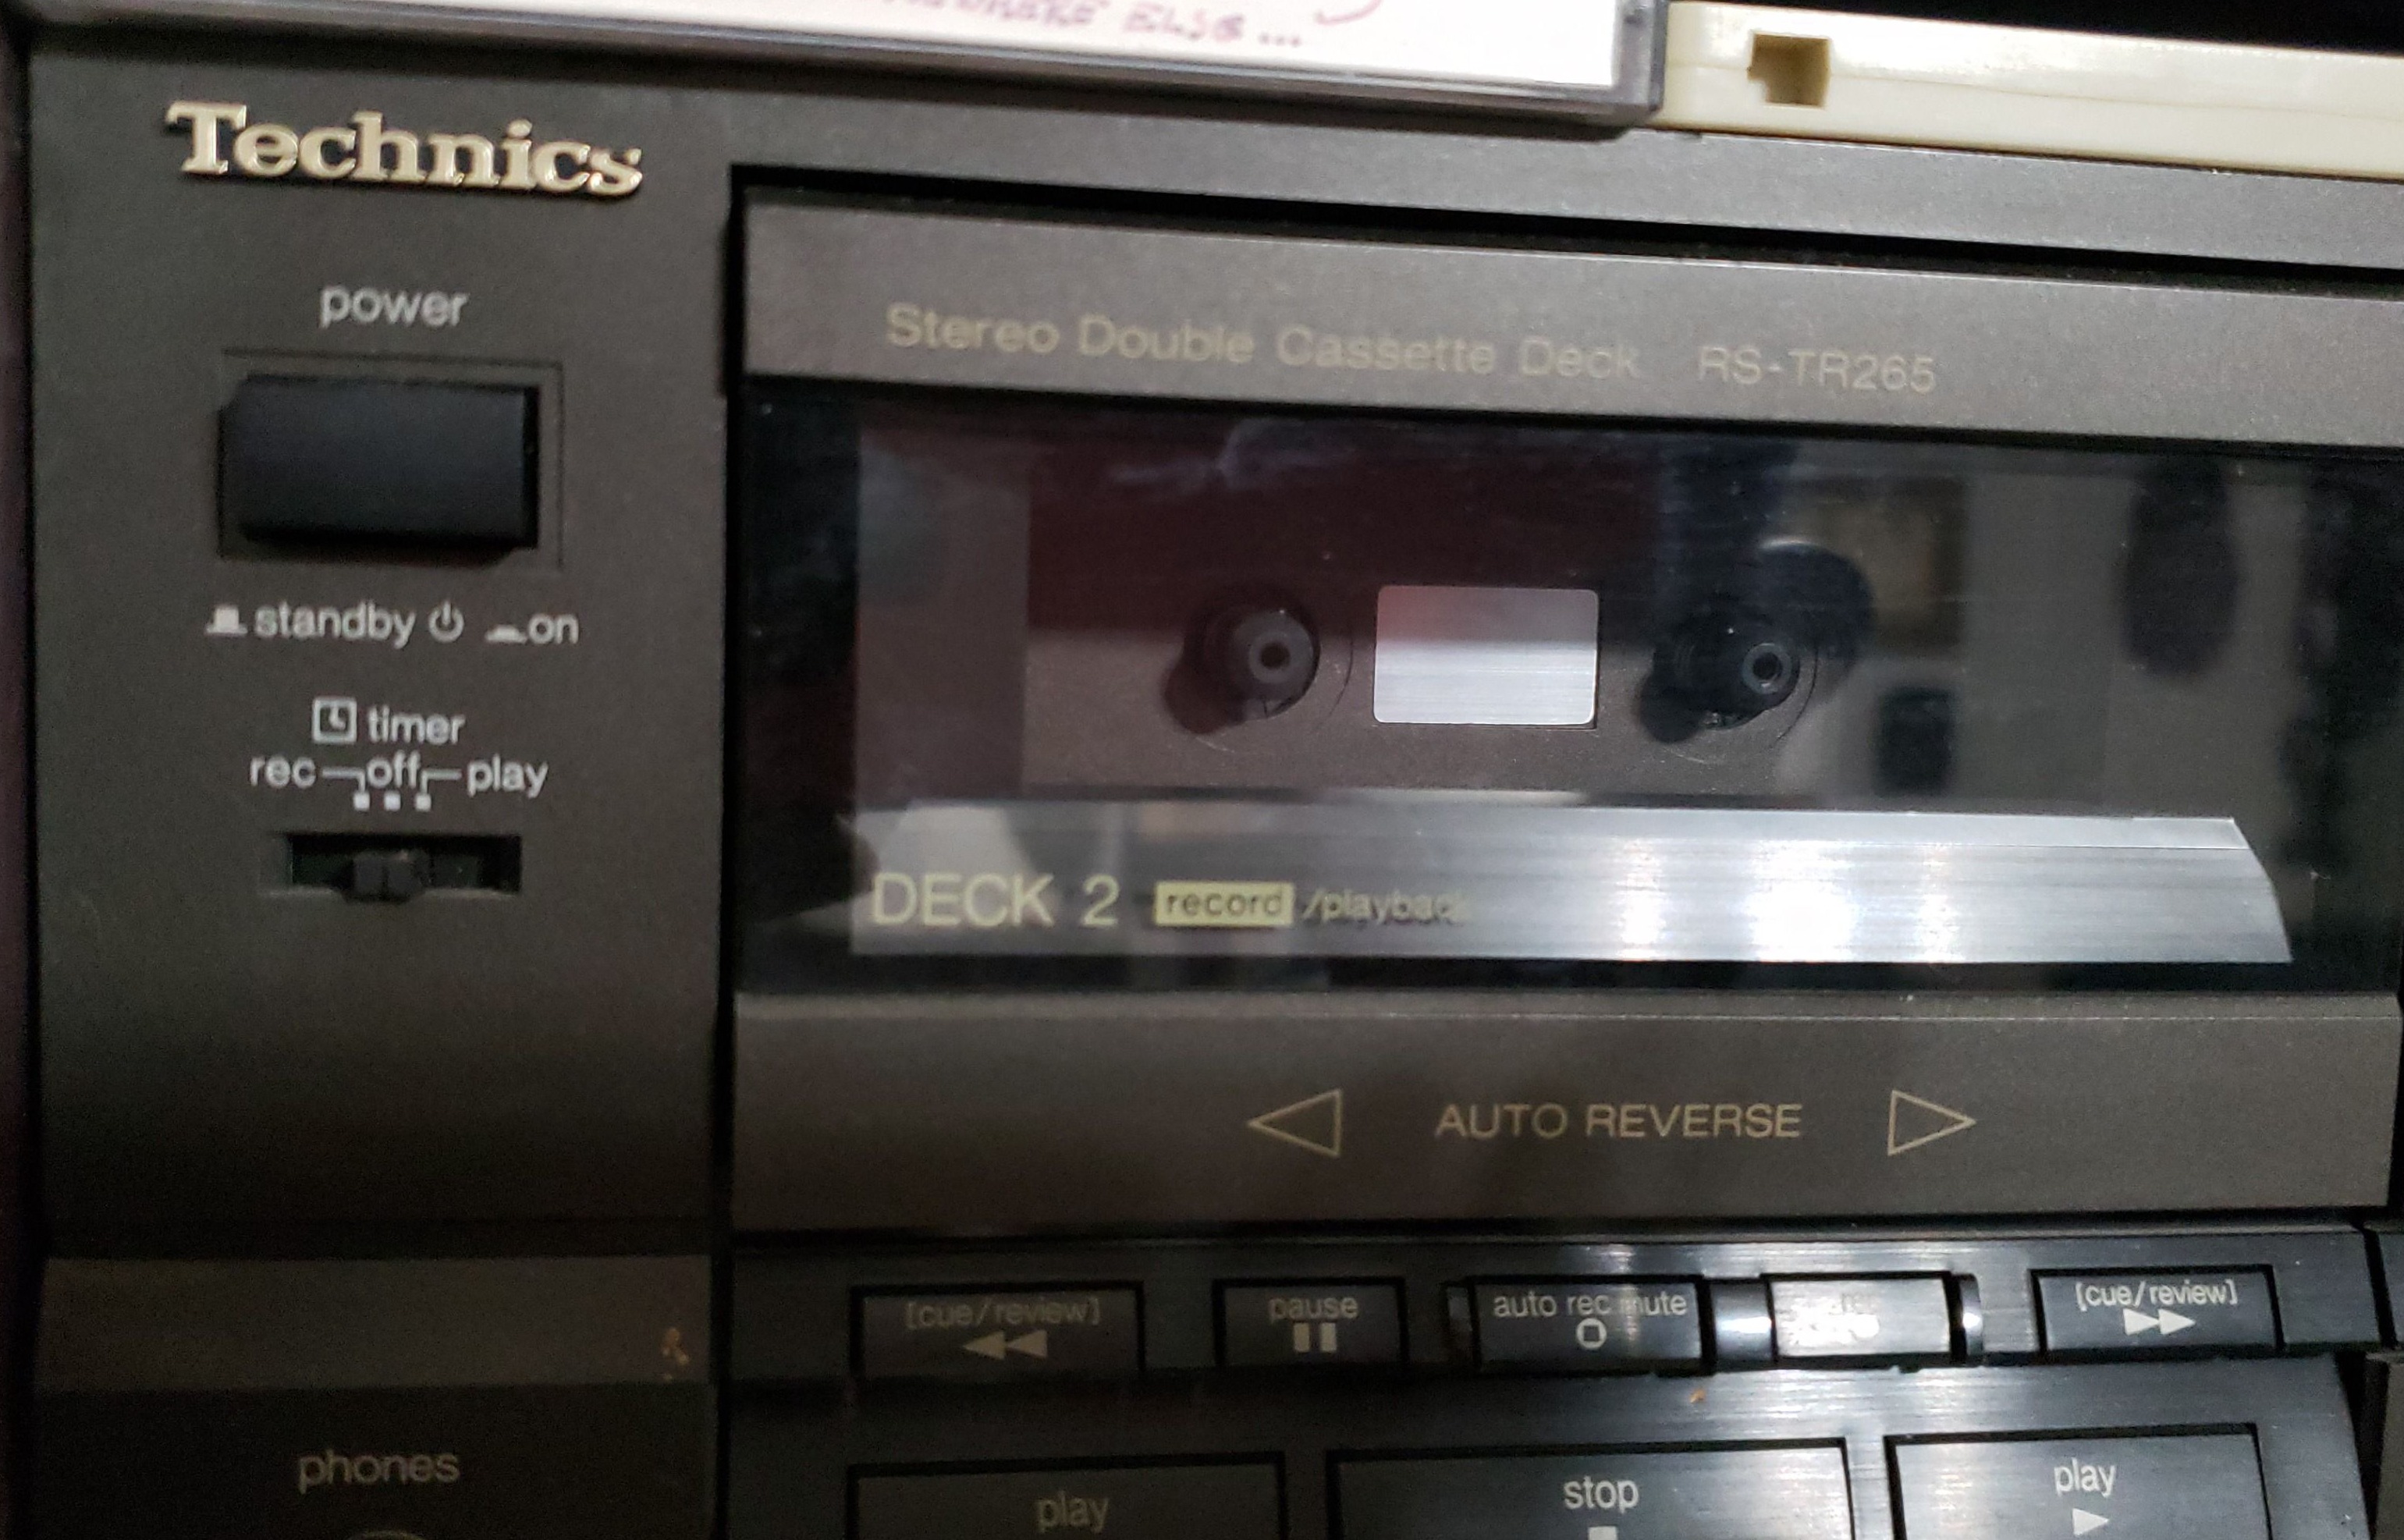 ELSE...
Technics
power
standby on
timer
rec off play
Stereo Double Cassette Deck RS-TR265
DECK 2 record /playback
AUTO REVERSE
[cue/review]
pause
auto rec mute
[cue/review]
phones
play
stop
play